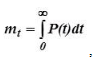 m_t = ∫_0^∞ P(t)dt ,